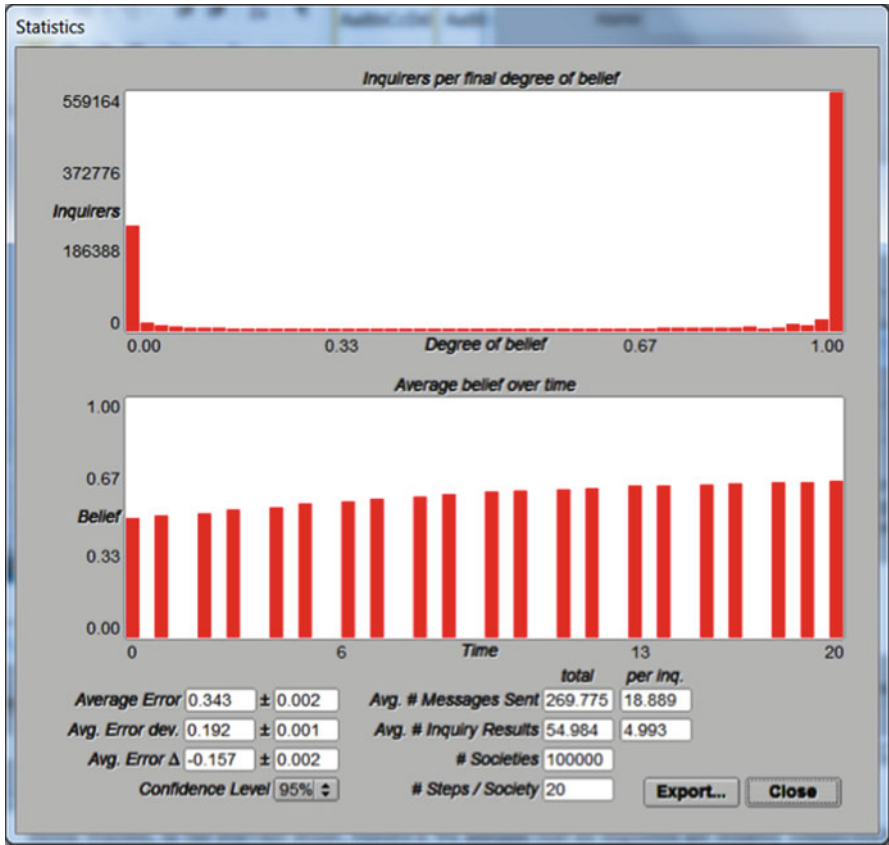 Statistics
Inquirers per final degree of belief
559164
372776
Inquirers
186388
0
0.00 0.33 Degree of belief 0.67 1.00
Average belief over time
1.00
0.67
Belief
0.33
0.00
0 6 Time 13 20
total per inq.
Average Error 0.343 ± 0.002 Avg. # Messages Sent 269.775 18.889
Avg. Error dev. 0.192 ± 0.001 Avg. # Inquiry Results 54.984 4.993
Avg. Error Δ -0.157 ± 0.002 # Societies 100000
Confidence Level 95% # Steps / Society 20 Export... Close